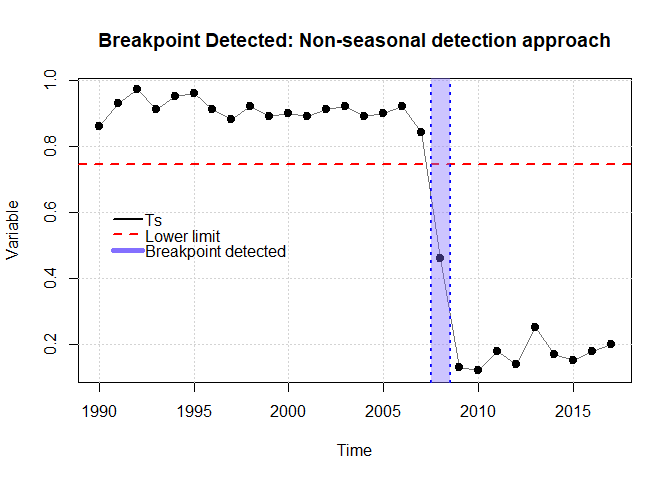 Breakpoint Detected: Non-seasonal detection approach
1.0
0.8
0.6
0.4
0.2
Variable
Ts
Lower limit
Breakpoint detected
1990 1995 2000 2005 2010 2015
Time